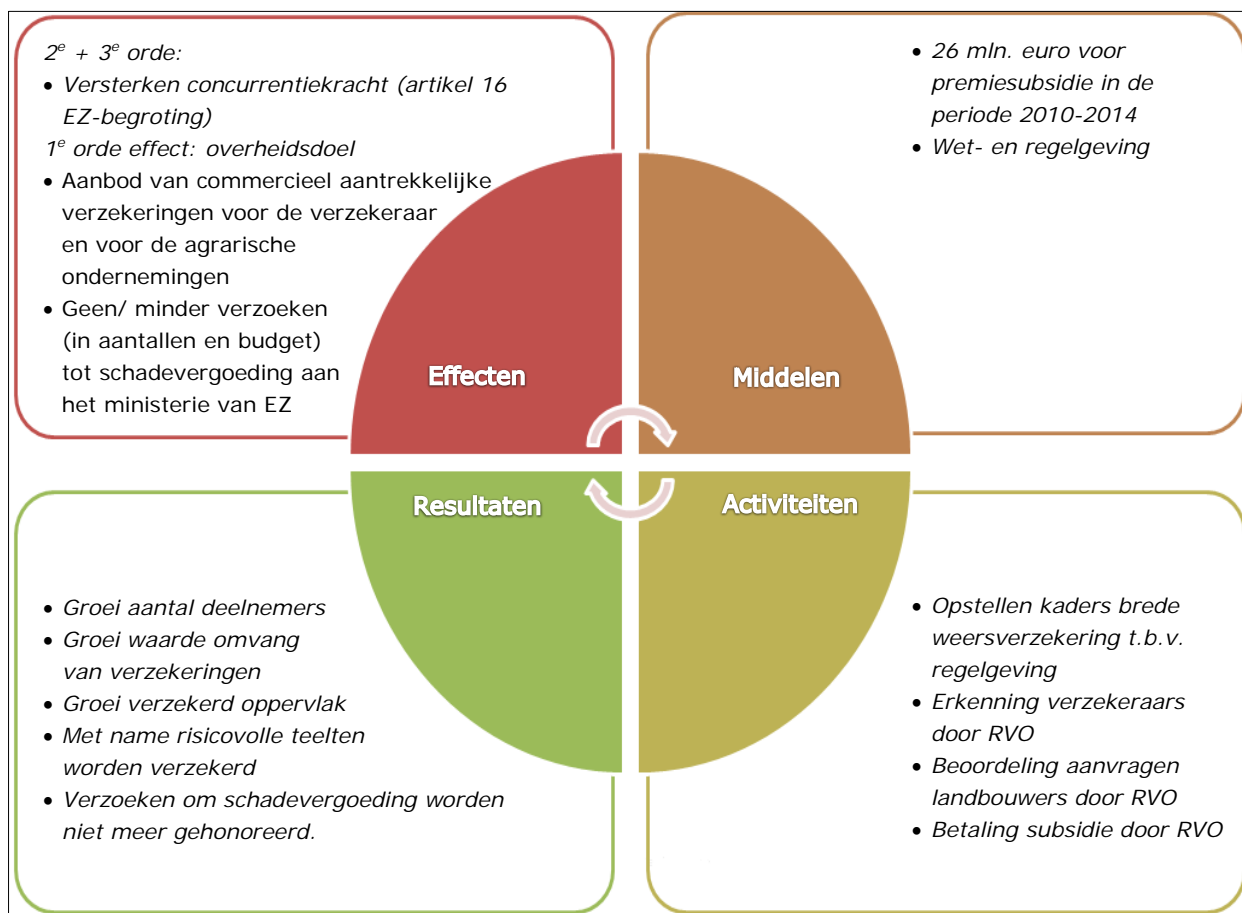 2e + 3e orde:
• Versterken concurrentiekracht (artikel 16
EZ-begroting)
1e orde effect: overheidsdoel
• Aanbod van commercieel aantrekkelijke
verzekeringen voor de verzekeraar
en voor de agrarische
ondernemingen
• Geen/ minder verzoeken
(in aantallen en budget)
tot schadevergoeding aan
het ministerie van EZ
Effecten
• 26 mln. euro voor
premiesubsidie in de
periode 2010-2014
• Wet- en regelgeving
Middelen
Resultaten
• Groei aantal deelnemers
• Groei waarde omvang
van verzekeringen
• Groei verzekerd oppervlak
• Met name risicovolle teelten
worden verzekerd
• Verzoeken om schadevergoeding worden
niet meer gehonoreerd.
Activiteiten
• Opstellen kaders brede
weersverzekering t.b.v.
regelgeving
• Erkenning verzekeraars
door RVO
• Beoordeling aanvragen
landbouwers door RVO
• Betaling subsidie door RVO